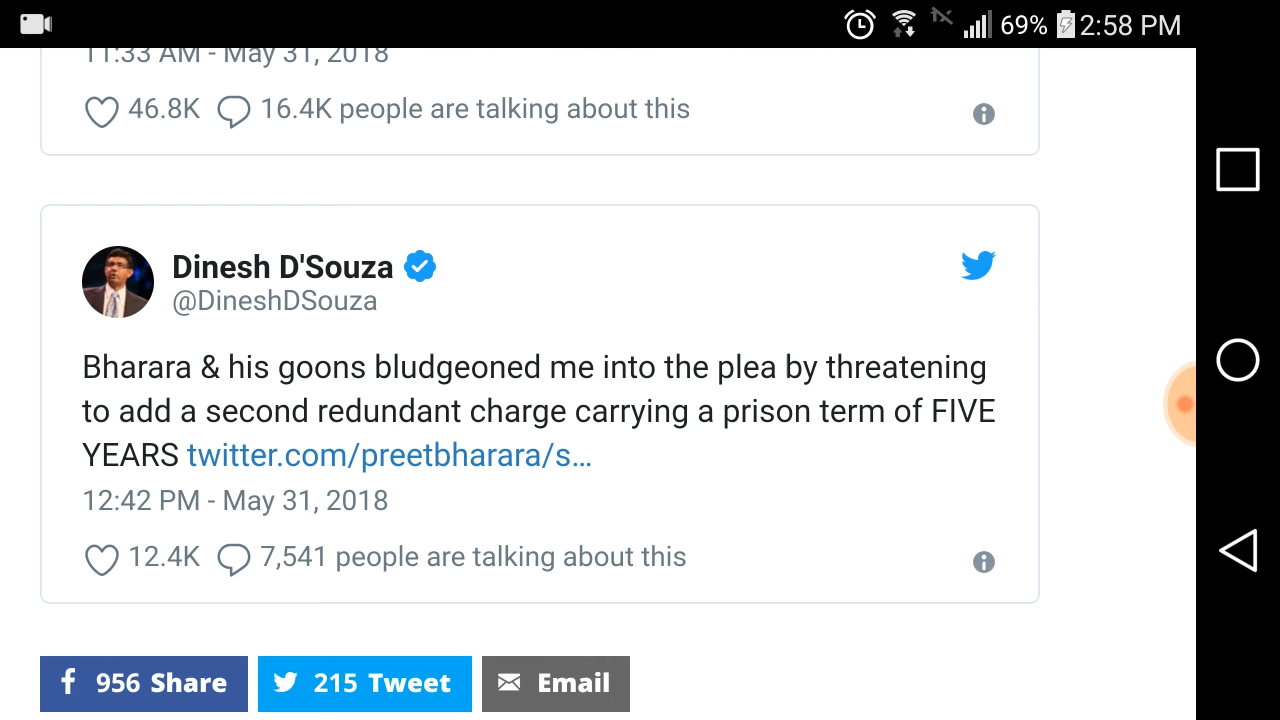 69% 2:58 PM
11:33 AM - May 31, 2018
46.8K 16.4K people are talking about this
Dinesh D'Souza
@DineshDSouza
Bharara & his goons bludgeoned me into the plea by threatening
to add a second redundant charge carrying a prison term of FIVE
YEARS twitter.com/preetbharara/s…
12:42 PM - May 31, 2018
12.4K 7,541 people are talking about this
956 Share 215 Tweet Email